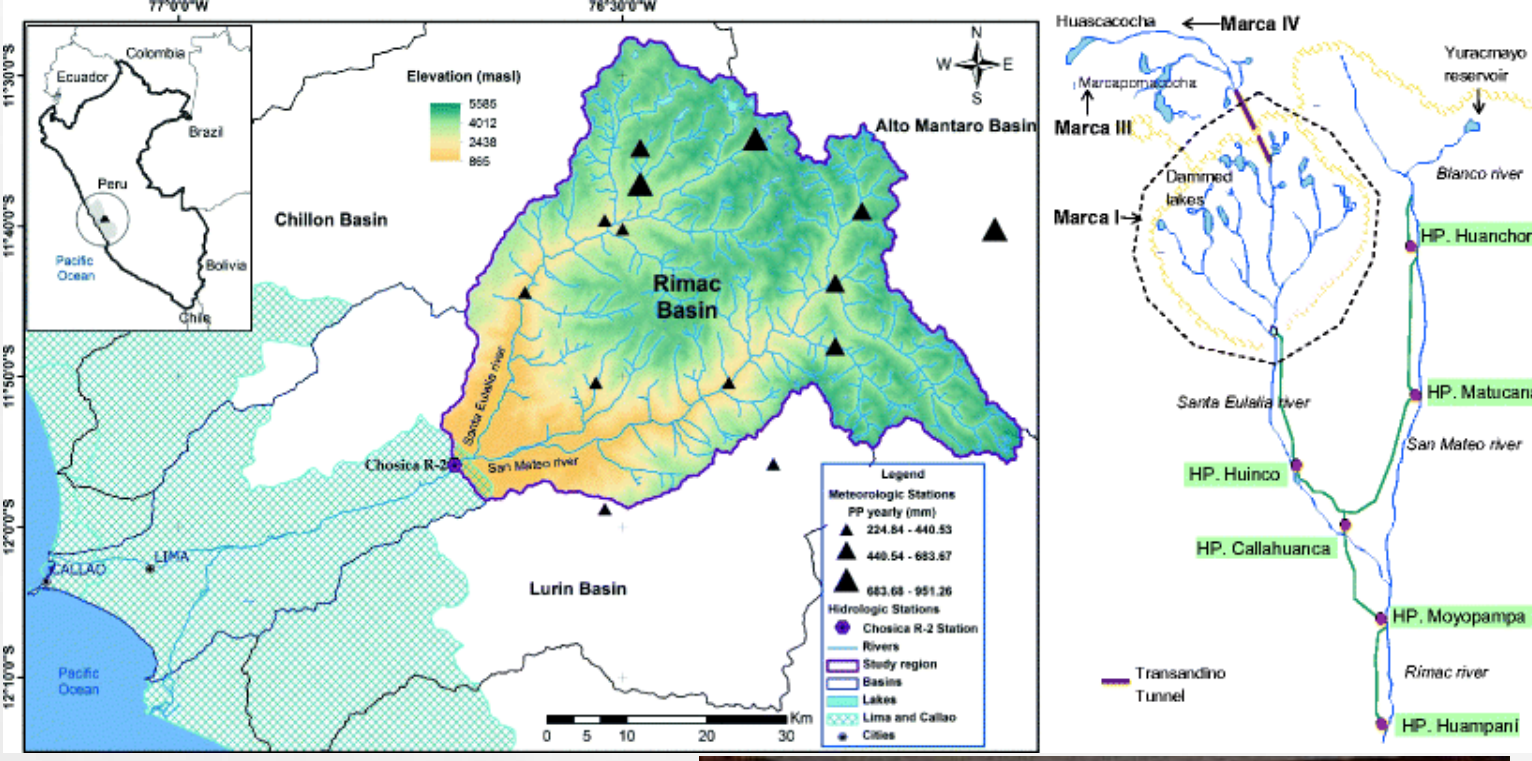 77°0'0"W
76°30'0"W
11°30'0"S
11°40'0"S
11°50'0"S
12°0'0"S
12°10'0"S
Colombia
Ecuador
Brazil
Peru
Pacific
Ocean
Bolivia
Chile
Elevation (masl)
5585
4012
2438
865
N
W
E
S
Alto Mantaro Basin
Chillon Basin
Rimac
Basin
Santa Eulalia river
Chosica R-2
San Mateo river
LIMA
CALLAO
Lurin Basin
Pacific
Ocean
0 5 10 20 30
Km
Legend
Meteorologic Stations
PP yearly (mm)
224.84 - 440.53
440.54 - 683.67
683.68 - 951.26
Hidrologic Stations
Chosica R-2 Station
Rivers
Study region
Basins
Lakes
Lima and Callao
Cities
Huascacocha
Marca IV
Yuracmayo
reservoir
Marcapomacocha
Marca III
Dammed
lakes
Marca I
Blanco river
HP. Huanchor
HP. Matucana
Santa Eulalia river
San Mateo river
HP. Huinco
HP. Callahuanca
HP. Moyopampa
Transandino
Tunnel
Rímac river
HP. Huampaní